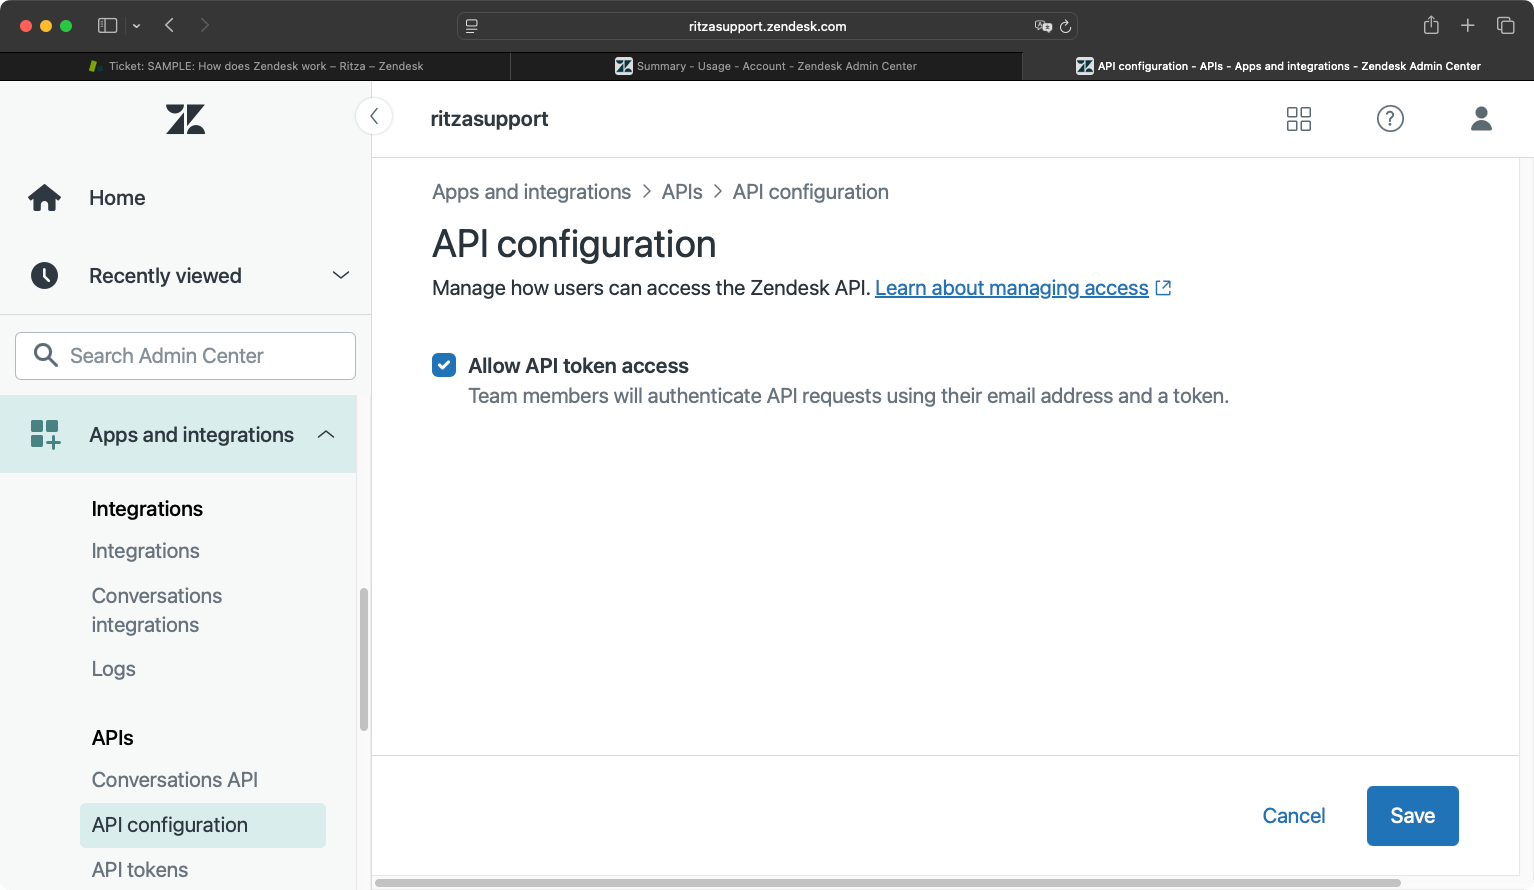 ritzasupport.zendesk.com
Ticket: SAMPLE: How does Zendesk work – Ritza – Zendesk
Summary - Usage - Account - Zendesk Admin Center
API configuration - APIs - Apps and integrations - Zendesk Admin Center
ritzasupport
Home
Recently viewed
Search Admin Center
Apps and integrations
Integrations
Integrations
Conversations
integrations
Logs
APIs
Conversations API
API configuration
API tokens
Apps and integrations > APIs > API configuration
API configuration
Manage how users can access the Zendesk API. Learn about managing access
Allow API token access
Team members will authenticate API requests using their email address and a token.
Cancel
Save